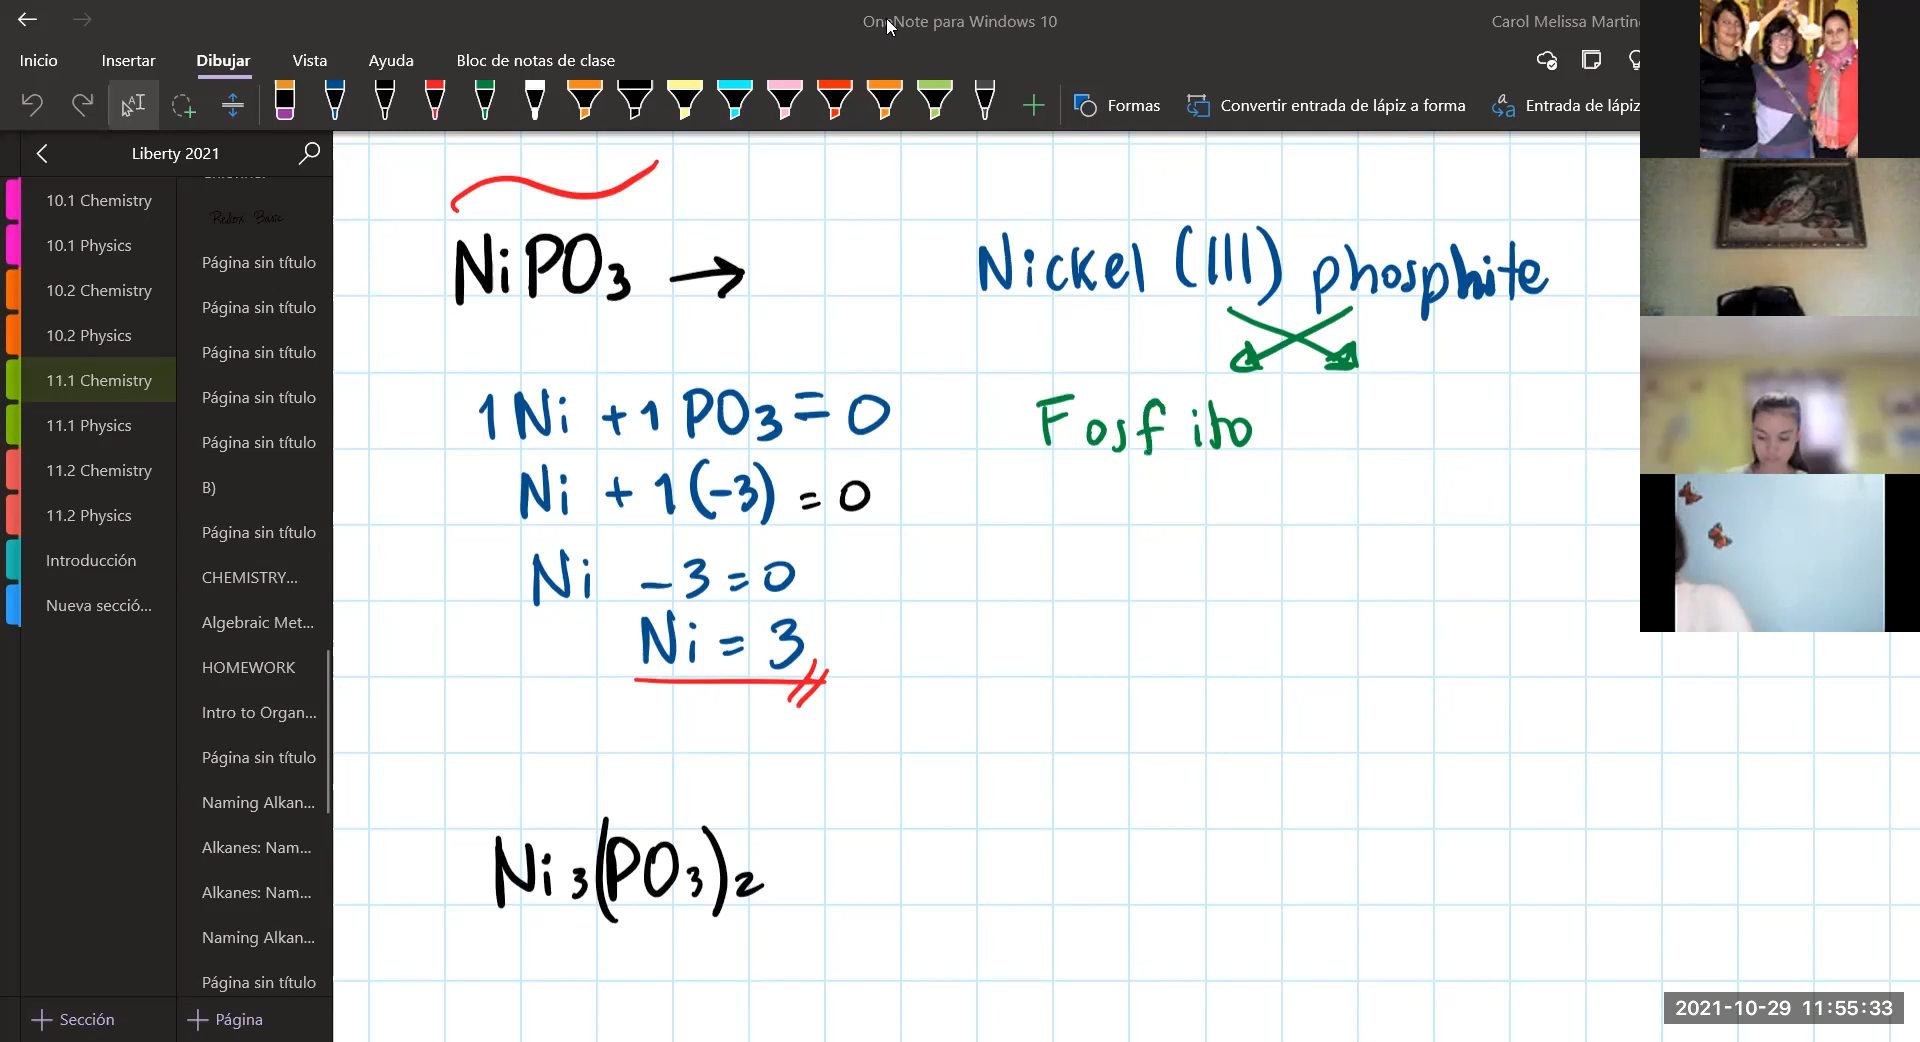 OneNote para Windows 10
Carol Melissa Martin
Inicio
Insertar
Dibujar
Vista
Ayuda
Bloc de notas de clase
Formas
Convertir entrada de lápiz a forma
Entrada de lápiz
Liberty 2021
10.1 Chemistry
10.1 Physics
10.2 Chemistry
10.2 Physics
11.1 Chemistry
11.1 Physics
11.2 Chemistry
11.2 Physics
Introducción
Nueva secció...
Sección
Redox Basic
Página sin título
Página sin título
Página sin título
Página sin título
Página sin título
B)
Página sin título
CHEMISTRY...
Algebraic Met...
HOMEWORK
Intro to Organ...
Página sin título
Naming Alkan...
Alkanes: Nam...
Alkanes: Nam...
Naming Alkan...
Página sin título
Página
NiPO3 →
Nickel (III) phosphite
1Ni + 1 PO3 = 0
Fosfito
Ni + 1(-3) = 0
Ni - 3 = 0
Ni = 3
Ni3(PO3)2
2021-10-29 11:55:33